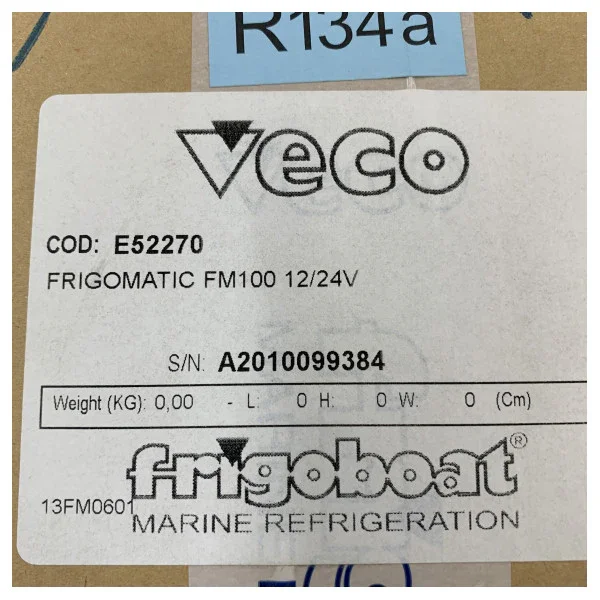 R134a
veco
COD: E52270
FRIGOMATIC FM100 12/24V
S/N: A2010099384
Weight (KG): 0,00 - L: 0 H: 0 W: 0 (Cm)
frigoboat®
13FM0601
MARINE REFRIGERATION